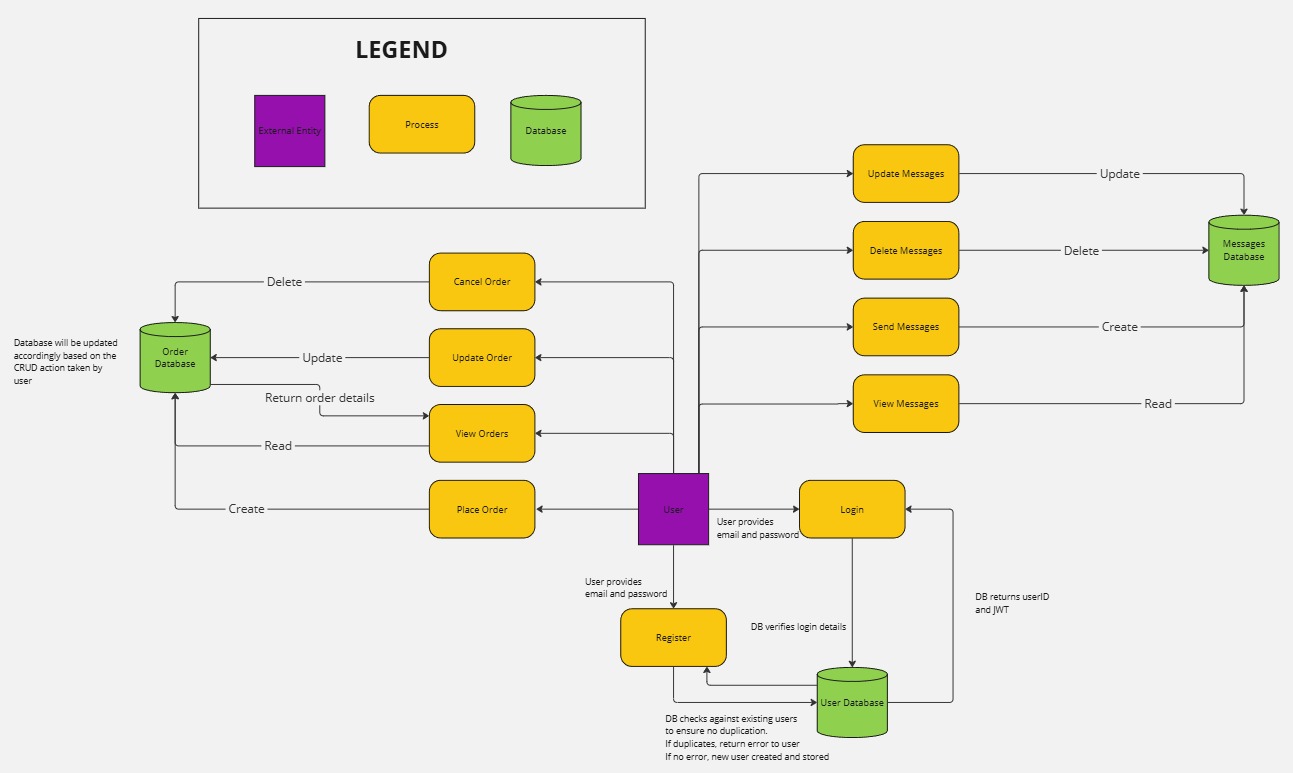 LEGEND
External Entity
Process
Database
Update Messages
Update
Delete Messages
Delete
Messages
Database
Send Messages
Create
View Messages
Read
Cancel Order
Delete
Order
Database
Database will be updated
accordingly based on the
CRUD action taken by
user
Update Order
Update
Return order details
View Orders
Read
Place Order
Create
User
User provides
email and password
Login
User provides
email and password
Register
DB verifies login details
DB returns userID
and JWT
User Database
DB checks against existing users
to ensure no duplication.
If duplicates, return error to user
If no error, new user created and stored